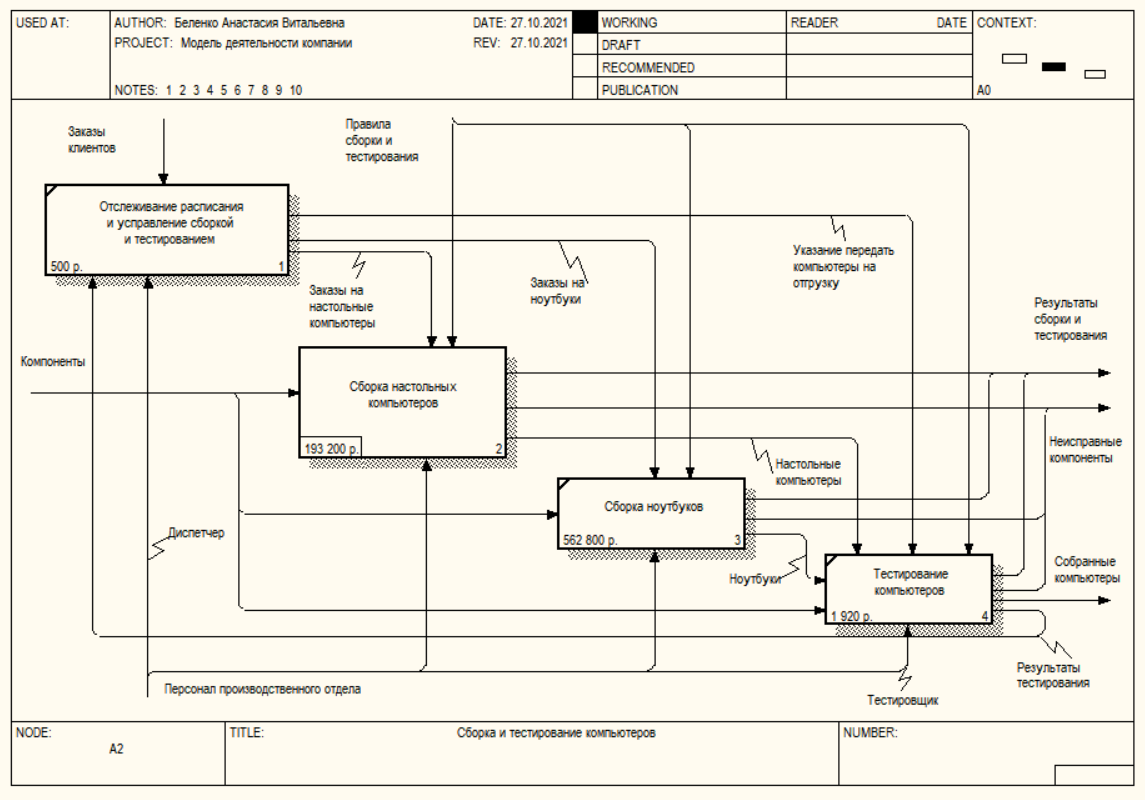 USED AT:
AUTHOR: Беленко Анастасия Витальевна
DATE: 27.10.2021
PROJECT: Модель деятельности компании
REV: 27.10.2021
NOTES: 1 2 3 4 5 6 7 8 9 10
WORKING
DRAFT
RECOMMENDED
PUBLICATION
READER
DATE
CONTEXT:
A0
Заказы
клиентов
Правила
сборки и
тестирования
Отслеживание расписания
и усправление сборкой
и тестированием
500 р.
1
Указание передать
компьютеры на
отгрузку
Заказы на
настольные
компьютеры
Заказы на
ноутбуки
Результаты
сборки и
тестирования
Компоненты
Сборка настольных
компьютеров
193 200 р.
2
Неисправные
компоненты
Настольные
компьютеры
Сборка ноутбуков
562 800 р.
3
Диспетчер
Ноутбуки
Тестирование
компьютеров
1 920 р.
4
Собранные
компьютеры
Результаты
тестирования
Персонал производственного отдела
Тестировщик
NODE:
A2
TITLE:
Сборка и тестирование компьютеров
NUMBER: